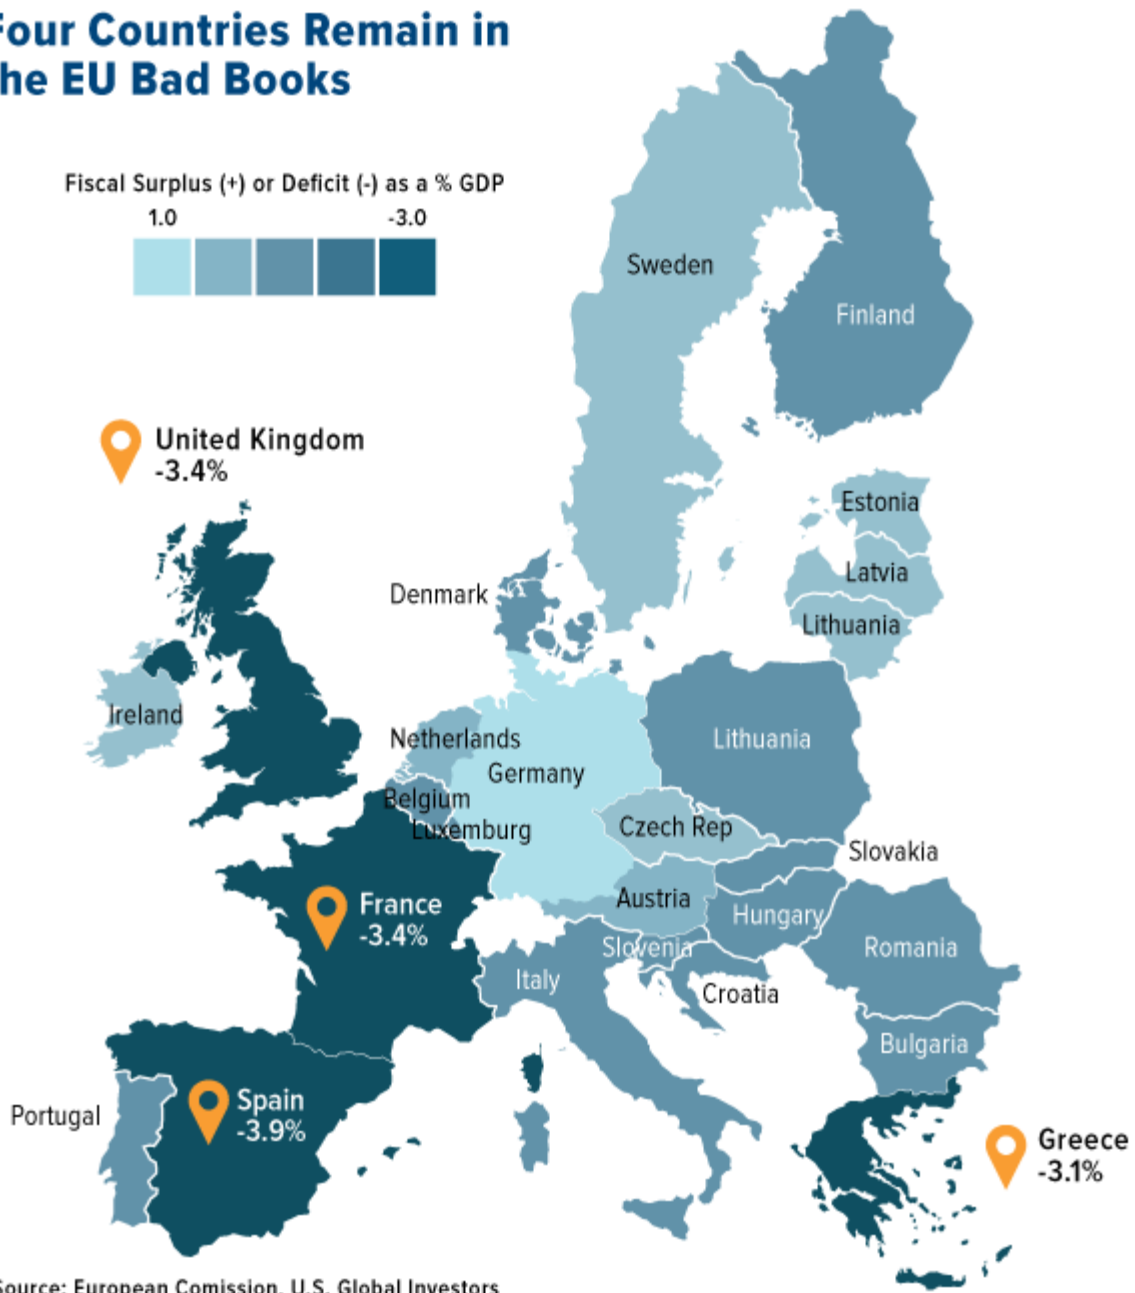 Four Countries Remain in
the EU Bad Books
Fiscal Surplus (+) or Deficit (-) as a % GDP
1.0 -3.0
Sweden
Finland
United Kingdom
-3.4%
Estonia
Latvia
Lithuania
Denmark
Ireland
Netherlands
Germany
Lithuania
Belgium
Luxemburg
Czech Rep
Slovakia
Austria
France
-3.4%
Hungary
Slovenia
Romania
Italy
Croatia
Bulgaria
Portugal
Spain
-3.9%
Greece
-3.1%
Source: European Comission, U.S. Global Investors